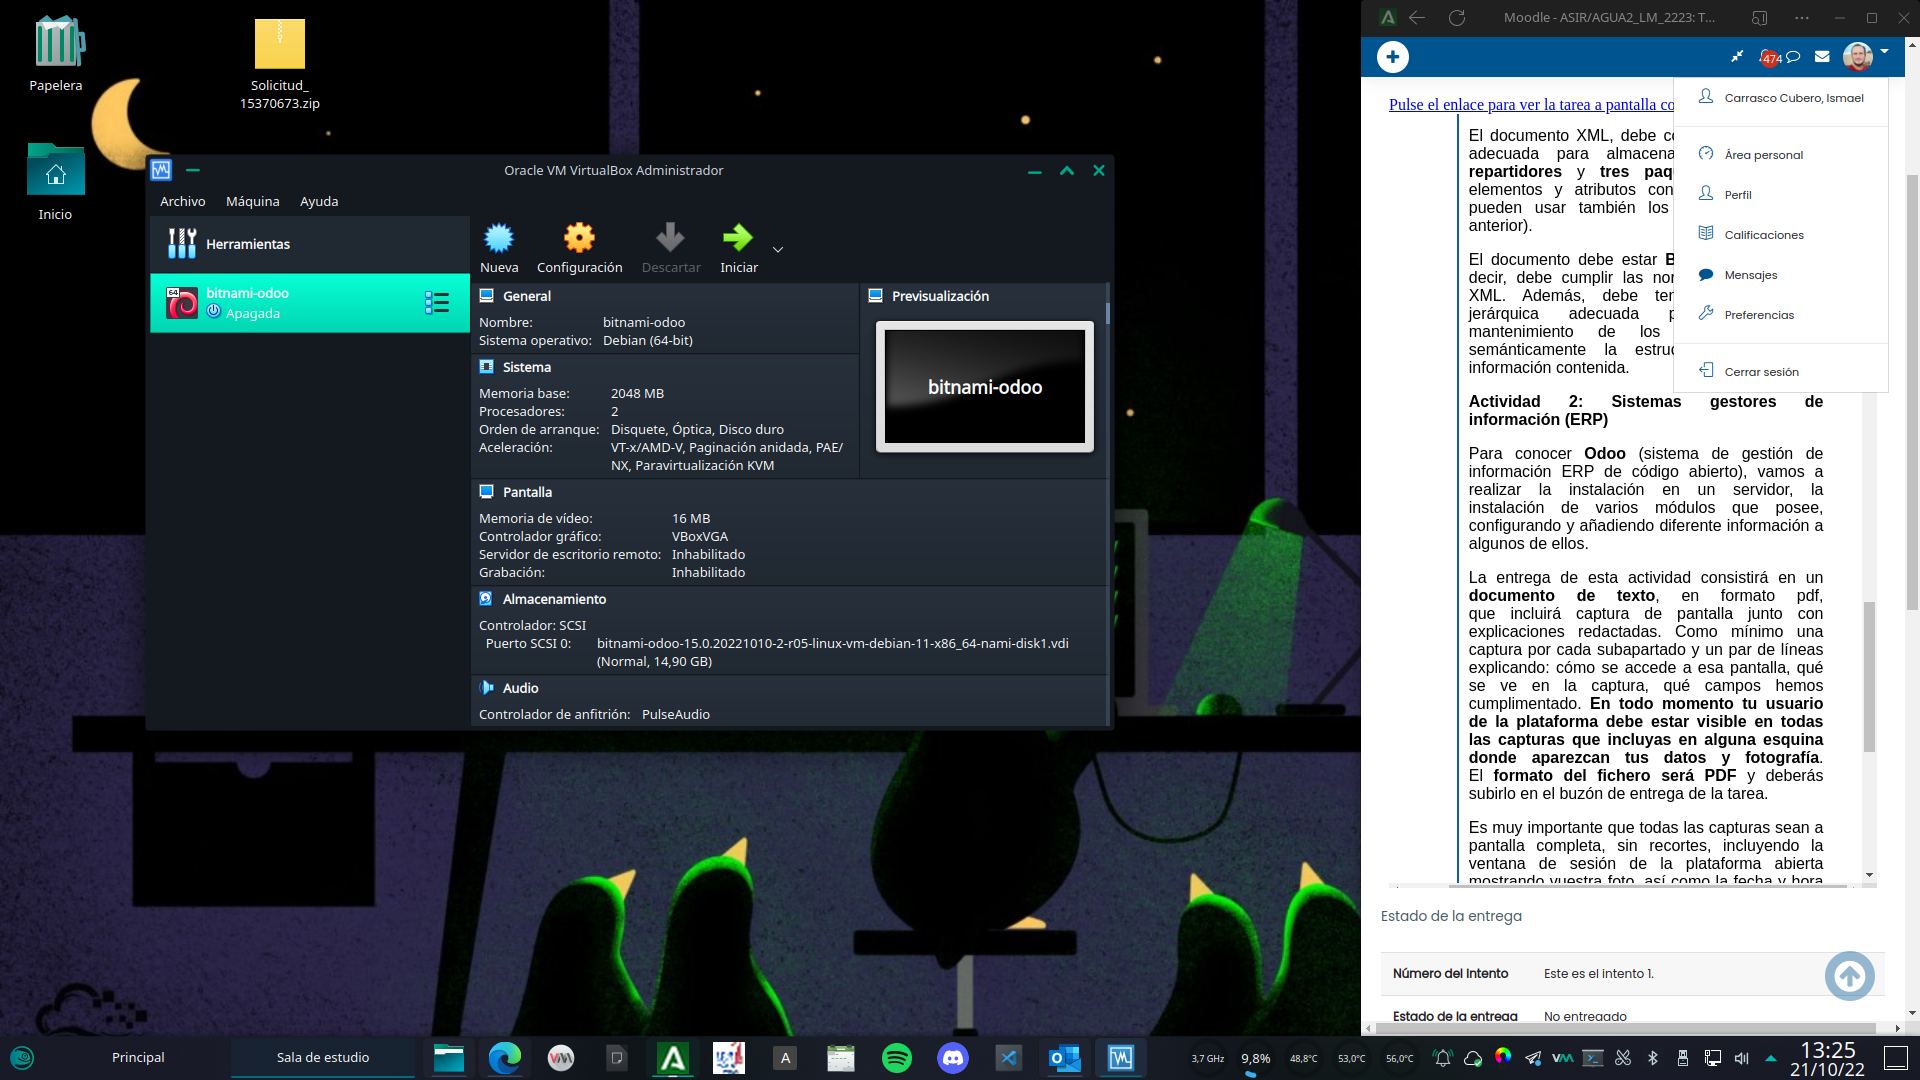 Papelera
Solicitud_
15370673.zip
Inicio
Oracle VM VirtualBox Administrador
Archivo
Máquina
Ayuda
Herramientas
64
bitnami-odoo
Apagada
Nueva
Configuración
Descartar
Iniciar
General
Nombre: bitnami-odoo
Sistema operativo: Debian (64-bit)
Sistema
Memoria base: 2048 MB
Procesadores: 2
Orden de arranque: Disquete, Óptica, Disco duro
Aceleración: VT-x/AMD-V, Paginación anidada, PAE/
NX, Paravirtualización KVM
Previsualización
bitnami-odoo
Pantalla
Memoria de vídeo: 16 MB
Controlador gráfico: VBoxVGA
Servidor de escritorio remoto: Inhabilitado
Grabación: Inhabilitado
Almacenamiento
Controlador: SCSI
Puerto SCSI 0: bitnami-odoo-15.0.20221010-2-r05-linux-vm-debian-11-x86_64-nami-disk1.vdi
(Normal, 14,90 GB)
Audio
Controlador de anfitrión: PulseAudio
Moodle - ASIR/AGUA2_LM_2223: T...
474
Pulse el enlace para ver la tarea a pantalla co
El documento XML, debe co
adecuada para almacena
repartidores y tres paq
elementos y atributos con
pueden usar también los
anterior).
El documento debe estar B
decir, debe cumplir las nor
XML. Además, debe ten
jerárquica adecuada p
mantenimiento de los
semánticamente la estruc
información contenida.
Carrasco Cubero, Ismael
Área personal
Perfil
Calificaciones
Mensajes
Preferencias
Cerrar sesión
Actividad 2: Sistemas gestores de
información (ERP)
Para conocer Odoo (sistema de gestión de
información ERP de código abierto), vamos a
realizar la instalación en un servidor, la
instalación de varios módulos que posee,
configurando y añadiendo diferente información a
algunos de ellos.
La entrega de esta actividad consistirá en un
documento de texto, en formato pdf,
que incluirá captura de pantalla junto con
explicaciones redactadas. Como mínimo una
captura por cada subapartado y un par de líneas
explicando: cómo se accede a esa pantalla, qué
se ve en la captura, qué campos hemos
cumplimentado. En todo momento tu usuario
de la plataforma debe estar visible en todas
las capturas que incluyas en alguna esquina
donde aparezcan tus datos y fotografía.
El formato del fichero será PDF y deberás
subirlo en el buzón de entrega de la tarea.
Es muy importante que todas las capturas sean a
pantalla completa, sin recortes, incluyendo la
ventana de sesión de la plataforma abierta
mostrando vuestra foto, así como la fecha y hora
Estado de la entrega
Número del intento Este es el intento 1.
Estado de la entrega No entregado
Principal
Sala de estudio
A
3,7 GHz
9,8%
48,8°C
53,0°C
56,0°C
13:25
21/10/22